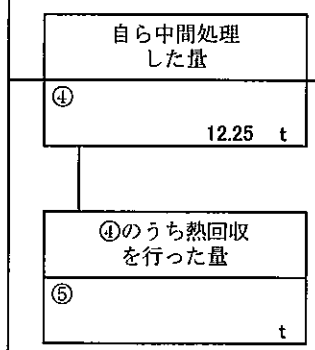 自ら中間処理
した量
④
12.25 t
④のうち熱回収
を行った量
⑤
t